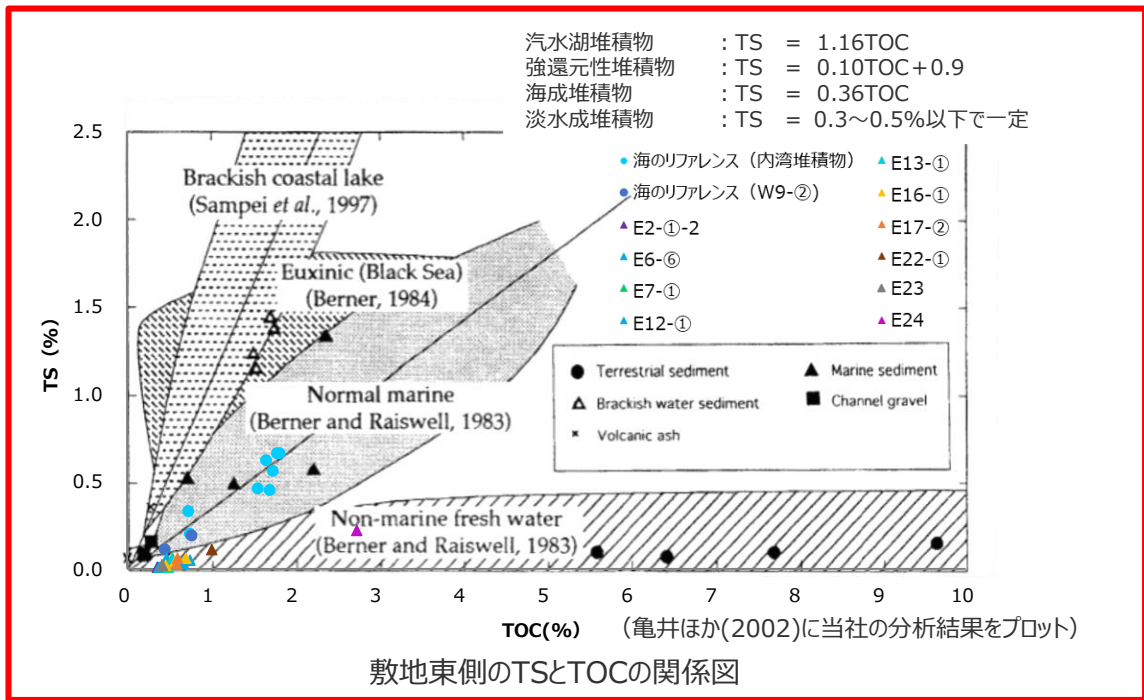 汽水湖堆積物 : TS = 1.16TOC
強還元性堆積物 : TS = 0.10TOC+0.9
海成堆積物 : TS = 0.36TOC
淡水成堆積物 : TS = 0.3~0.5%以下で一定
海のリファレンス(内湾堆積物)
海のリファレンス(W9-②)
E2-①-2
E6-⑥
E7-①
E12-①
E13-①
E16-①
E17-②
E22-①
E23
E24
TS (%)
2.5
2.0
1.5
1.0
0.5
0.0
Brackish coastal lake
(Sampei et al., 1997)
Euxinic (Black Sea)
(Berner, 1984)
Normal marine
(Berner and Raiswell, 1983)
Non-marine fresh water
(Berner and Raiswell, 1983)
Terrestrial sediment
Brackish water sediment
Volcanic ash
Marine sediment
Channel gravel
0 1 2 3 4 5 6 7 8 9 10
TOC(%) (亀井ほか(2002)に当社の分析結果をプロット)
敷地東側のTSとTOCの関係図